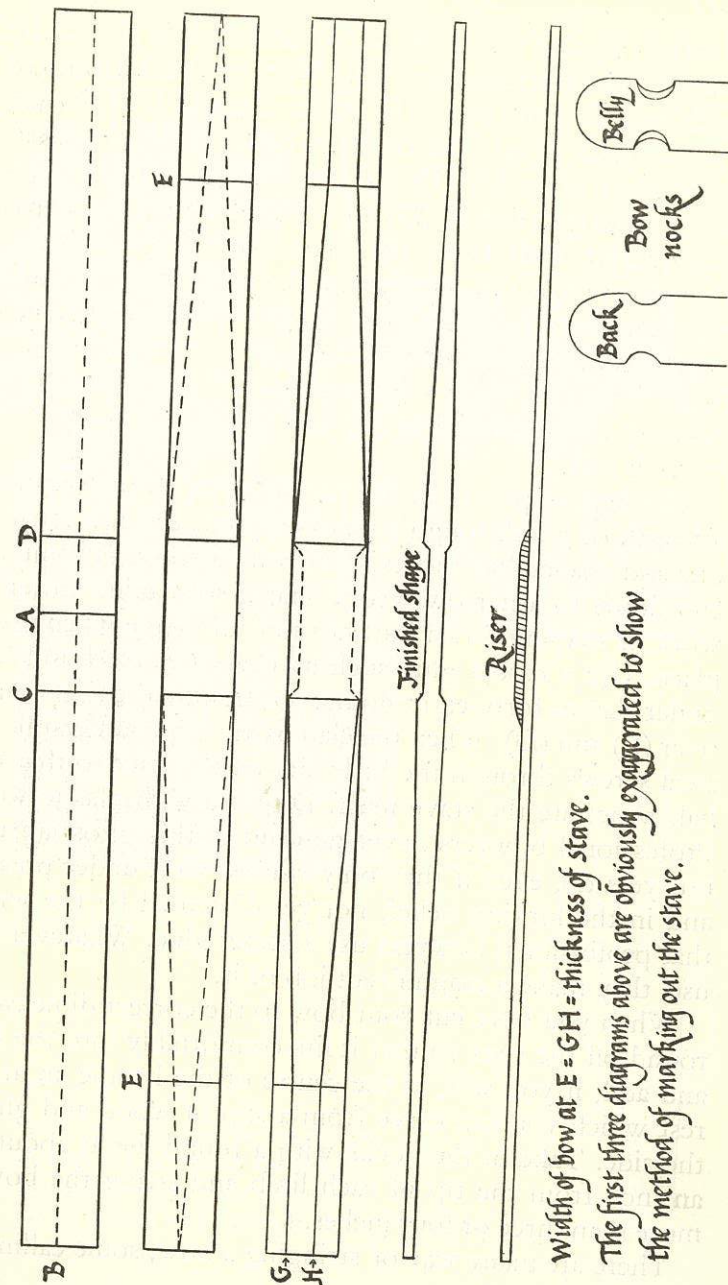 B
C
A
D
E
E
G→
H→
Finished shape
Riser
Back
Bow
nocks
Belly
Width of bow at E = GH = thickness of stave.
The first three diagrams above are obviously exaggerated to show
the method of marking out the stave.